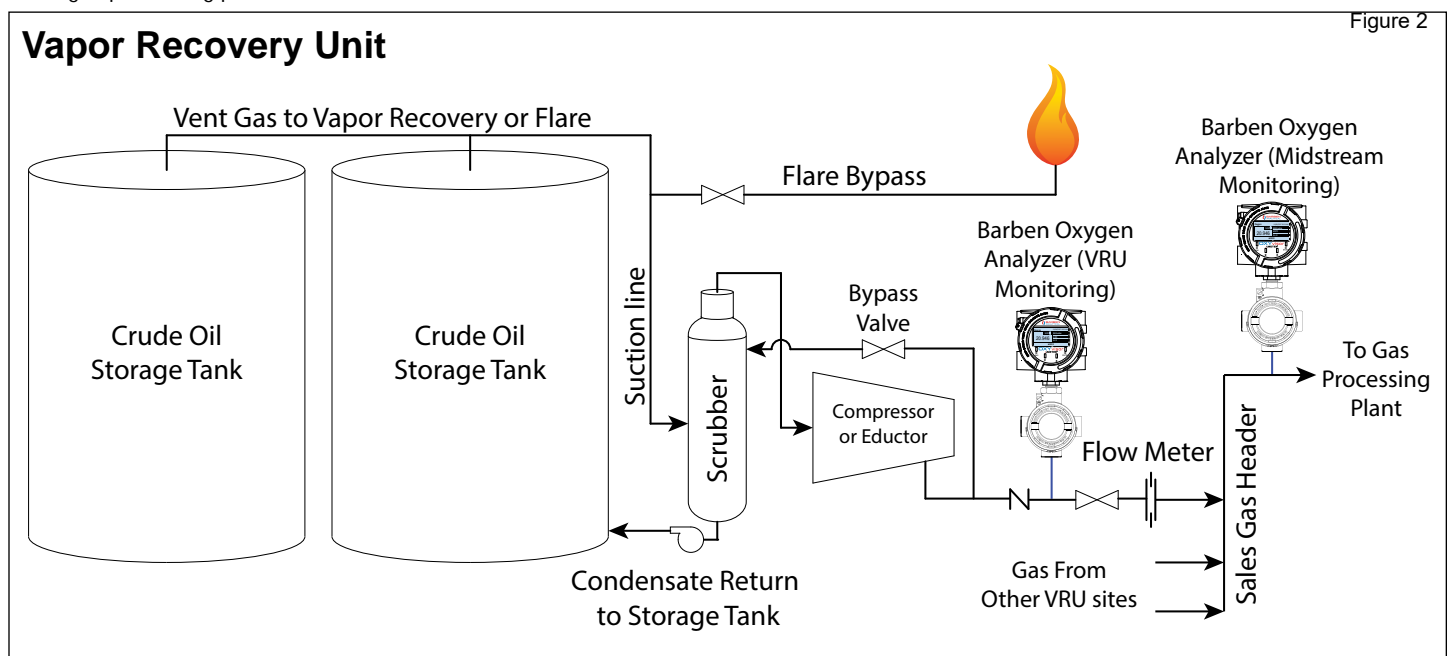 Figure 2
Vapor Recovery Unit
Vent Gas to Vapor Recovery or Flare
Flare Bypass
Barben Oxygen
Analyzer (Midstream
Monitoring)
Barben Oxygen
Analyzer (VRU
Monitoring)
Crude Oil
Storage Tank
Crude Oil
Storage Tank
Suction line
Scrubber
Bypass
Valve
Compressor
or Eductor
Flow Meter
Sales Gas Header
To Gas
Processing
Plant
Condensate Return
to Storage Tank
Gas From
Other VRU sites